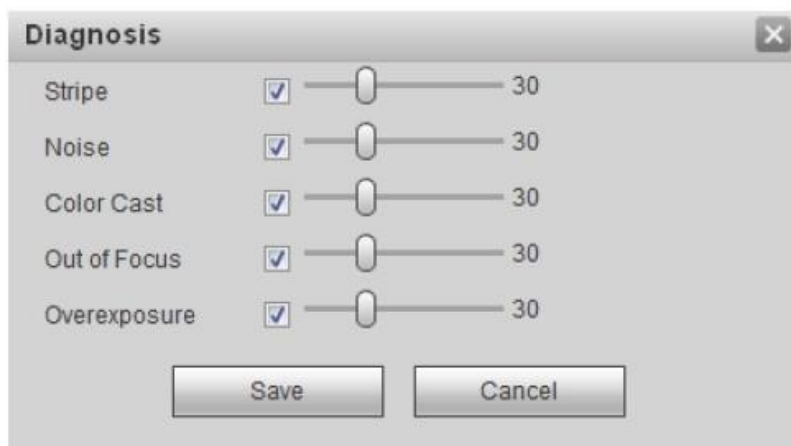 Diagnosis
Stripe 30
Noise 30
Color Cast 30
Out of Focus 30
Overexposure 30
Save Cancel